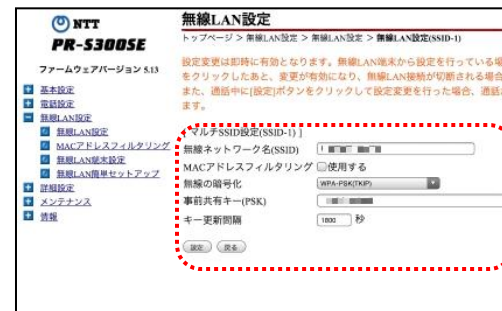 NTT
PR-S300SE
ファームウェアバージョン 5.13
基本設定
電話設定
無線LAN設定
無線LAN設定
MACアドレスフィルタリング
無線LAN端末設定
無線LAN簡単セットアップ
詳細設定
メンテナンス
情報
無線LAN設定
トップページ > 無線LAN設定 > 無線LAN設定 > 無線LAN設定(SSID-1)
設定変更は即時に有効となります。無線LAN端末から設定を行っている場
をクリックしたあと、変更が有効になり、無線LAN接続が切断される場合
また、通話中に[設定]ボタンをクリックして設定変更を行った場合、通話が
ます。
[ マルチSSID設定(SSID-1) ]
無線ネットワーク名(SSID)
MACアドレスフィルタリング 使用する
無線の暗号化 WPA-PSK(TKIP)
事前共有キー(PSK)
キー更新間隔 1800 秒
設定 戻る